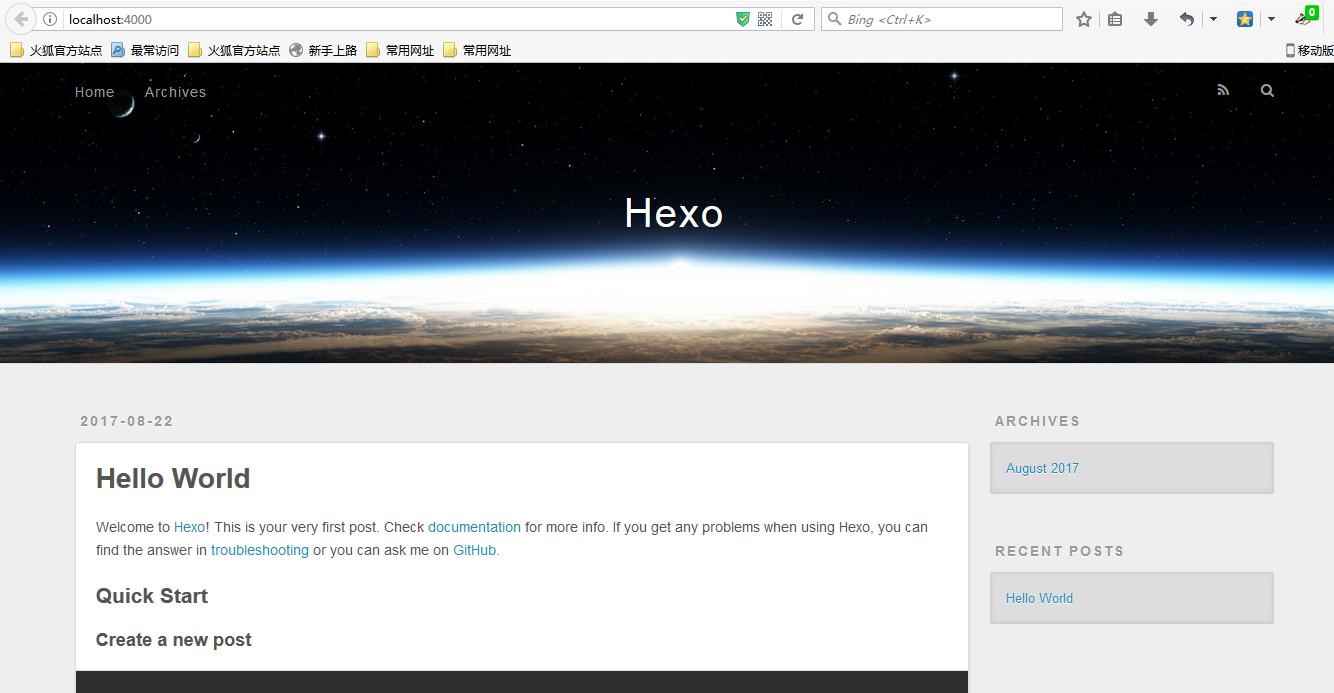 localhost:4000
Bing <Ctrl+K>
0
火狐官方站点 最常访问 火狐官方站点 新手上路 常用网址 常用网址 移动版
Home Archives
Hexo
2017-08-22
Hello World
Welcome to Hexo! This is your very first post. Check documentation for more info. If you get any problems when using Hexo, you can
find the answer in troubleshooting or you can ask me on GitHub.
Quick Start
Create a new post
ARCHIVES
August 2017
RECENT POSTS
Hello World